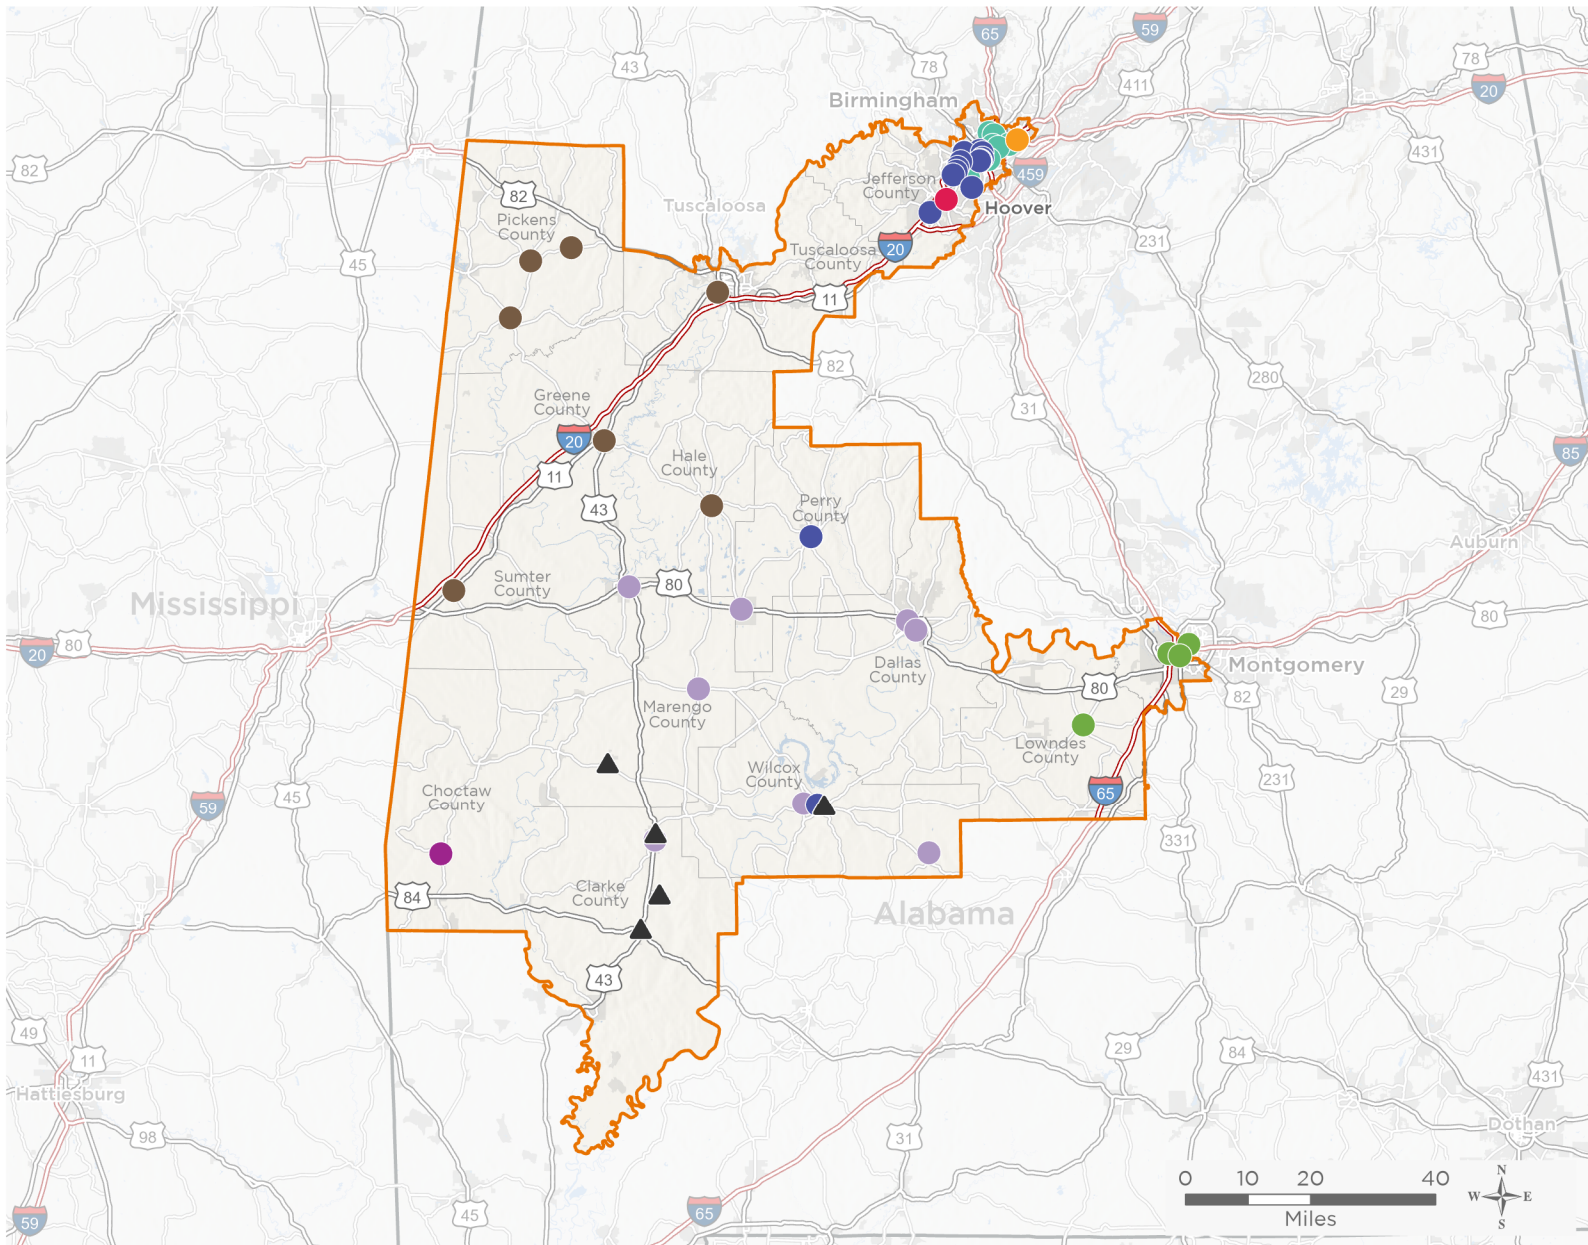 65
59
43
78
78
20
411
Birmingham
431
82
459
82
Jefferson
County
Pickens
County
Tuscaloosa
Hoover
231
20
Tuscaloosa
County
45
11
82
280
Greene
County
31
20
85
Hale
County
11
43
Perry
County
Auburn
80
Sumter
County
Mississippi
80
80
20
Dallas
County
Montgomery
80
82
29
Marengo
County
Lowndes
County
Wilcox
County
231
Choctaw
County
65
45
59
331
Clarke
County
84
Alabama
43
49
11
29
84
431
Hattiesburg
98
31
Dothan
0 10 20 40
Miles
N
W E
S
65
45
59